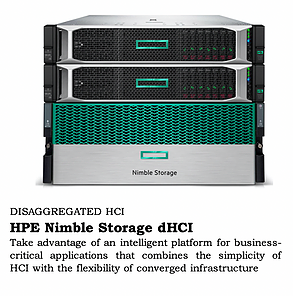 Nimble Storage
DISAGGREGATED HCI
HPE Nimble Storage dHCI
Take advantage of an intelligent platform for business-
critical applications that combines the simplicity of
HCI with the flexibility of converged infrastructure